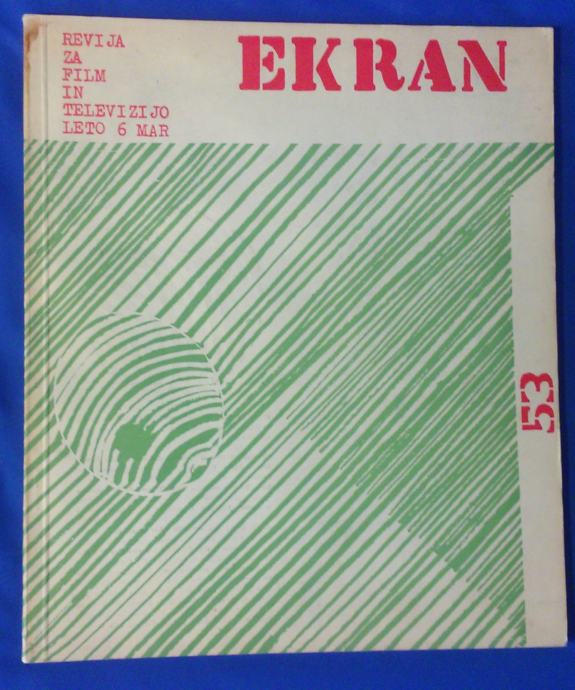 REVIJA
ZA
FILM
IN
TELEVIZIJO
LETO 6 MAR
EKRAN
53